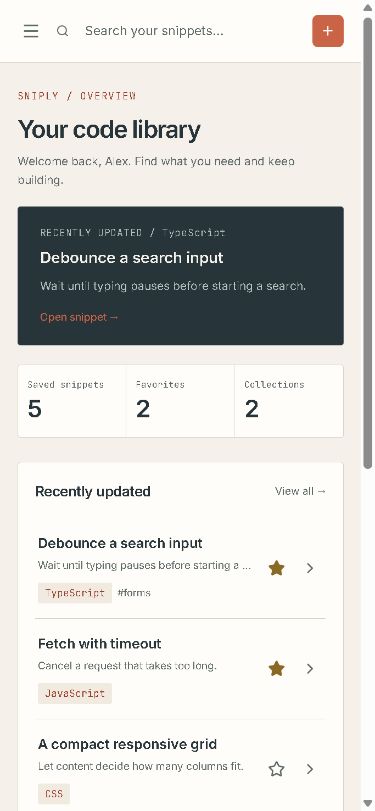 Search your snippets...
+
SNIPLY / OVERVIEW
Your code library
Welcome back, Alex. Find what you need and keep
building.
RECENTLY UPDATED / TypeScript
Debounce a search input
Wait until typing pauses before starting a search.
Open snippet →
Saved snippets
5
Favorites
2
Collections
2
Recently updated
View all →
Debounce a search input
Wait until typing pauses before starting a ...
TypeScript #forms
Fetch with timeout
Cancel a request that takes too long.
JavaScript
A compact responsive grid
Let content decide how many columns fit.
CSS